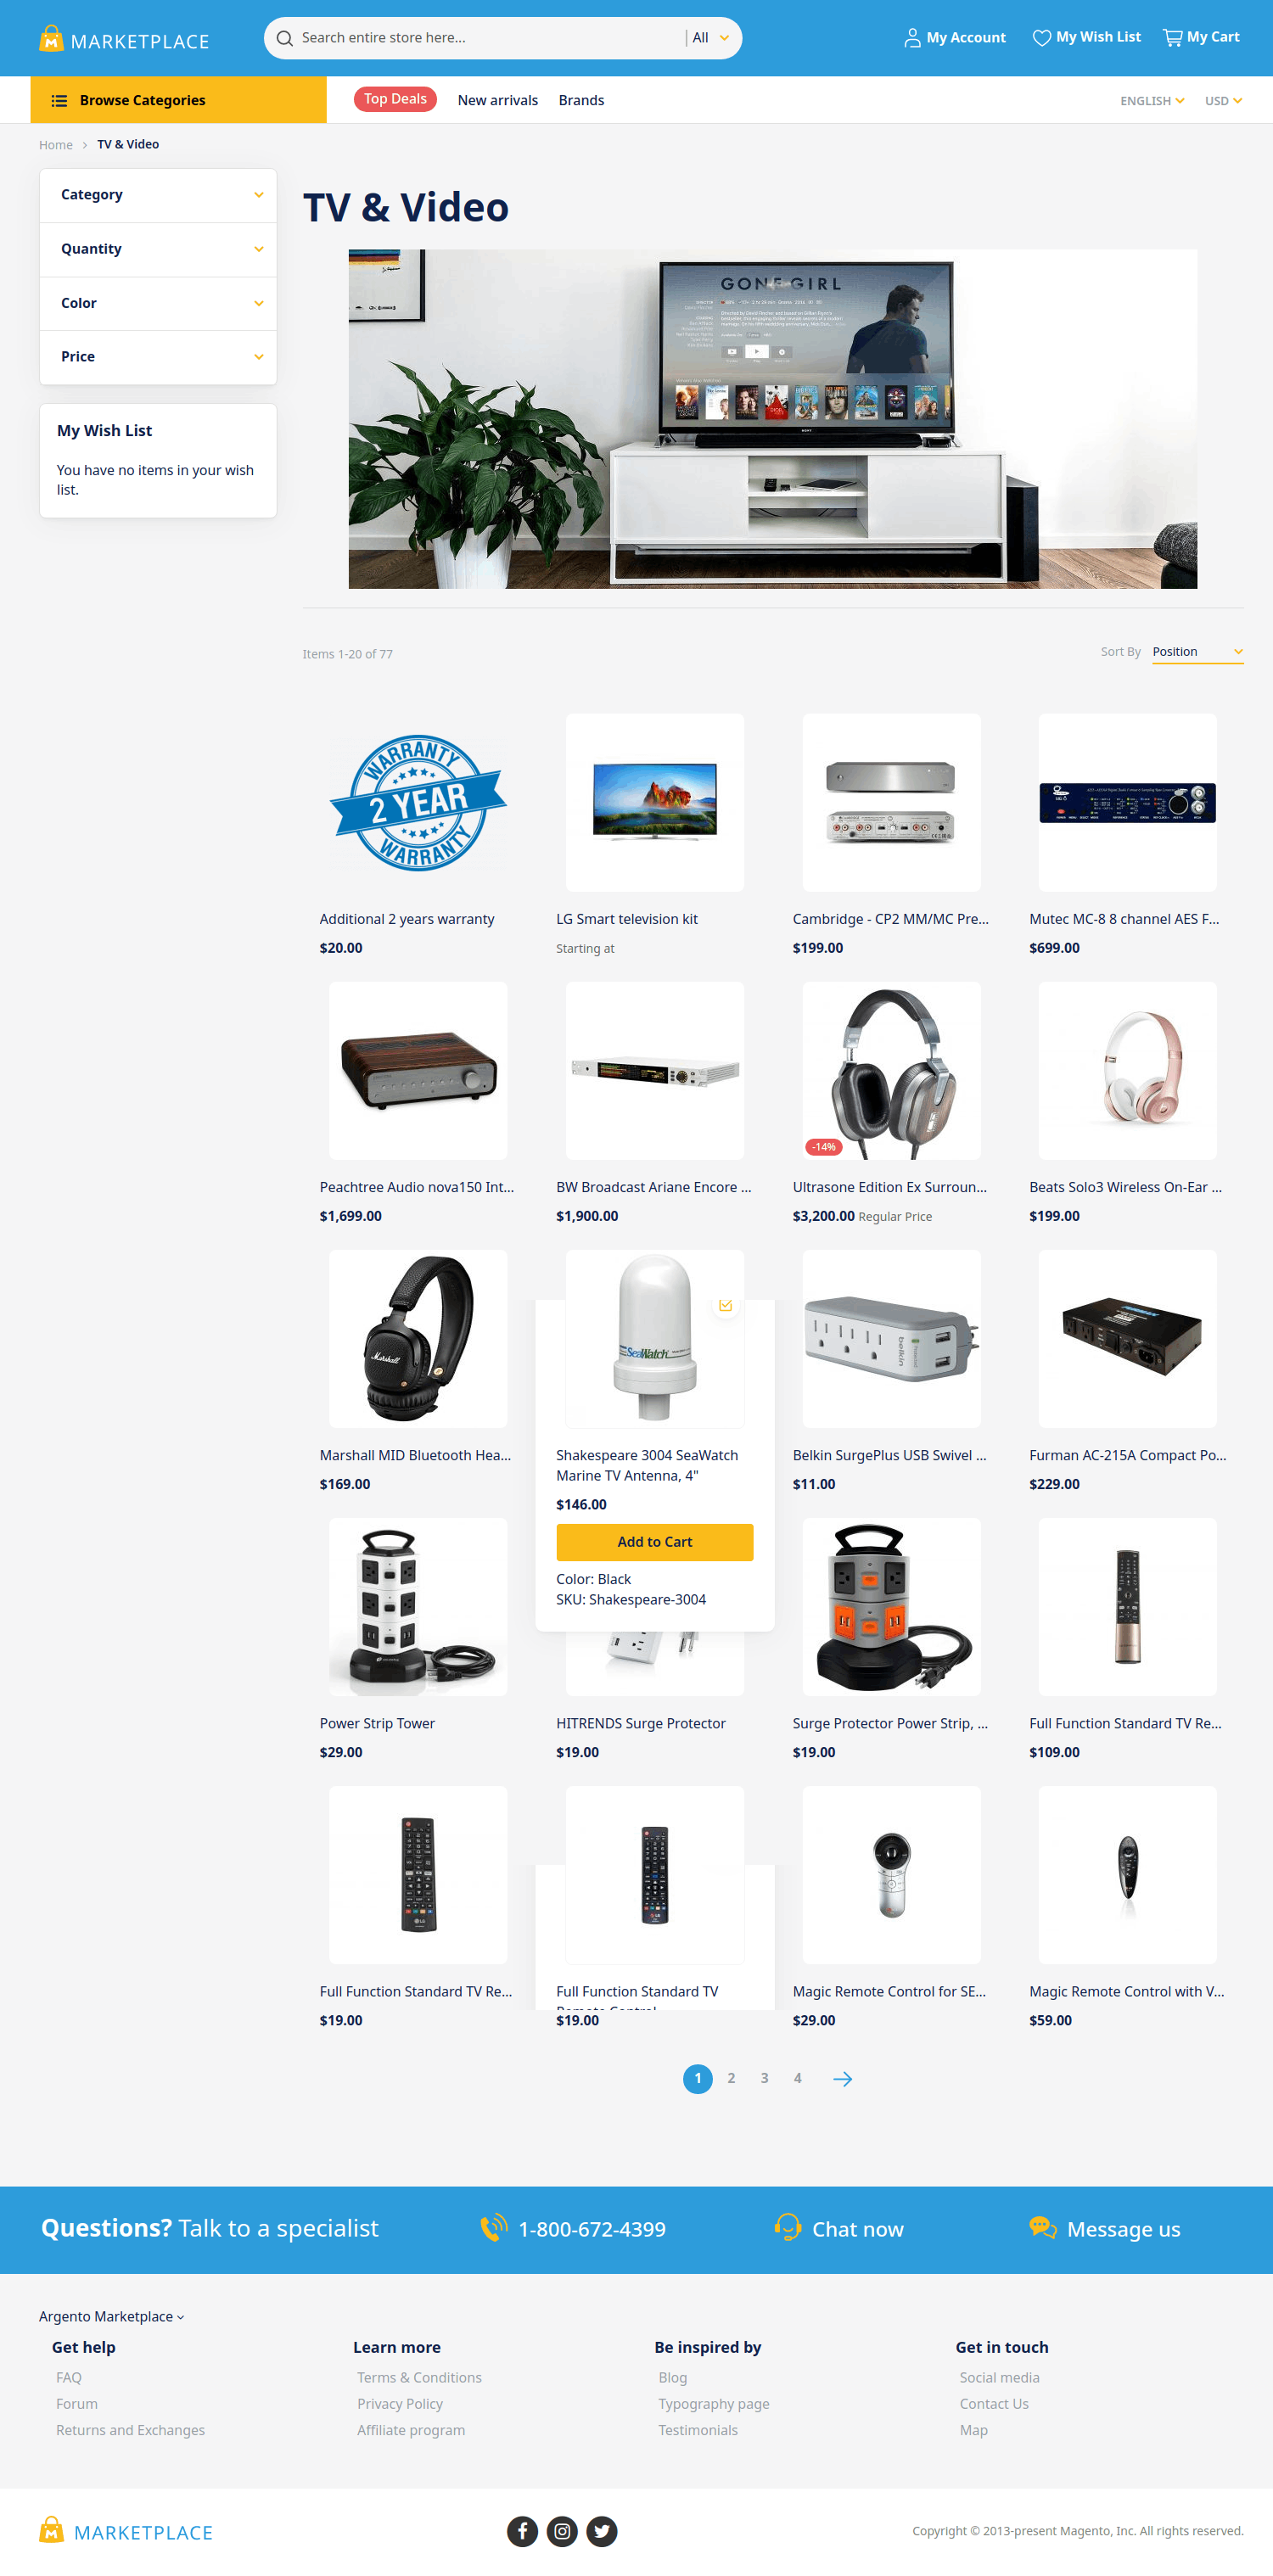 MARKETPLACE
Search entire store here...
All
My Account
My Wish List
My Cart
Browse Categories
Top Deals
New arrivals
Brands
ENGLISH
USD
Home
TV & Video
Category
Quantity
Color
Price
My Wish List
You have no items in your wish
list.
TV & Video
GONE GIRL
Items 1-20 of 77
Sort By
Position
WARRANTY
2 YEAR
WARRANTY
Additional 2 years warranty
$20.00
LG Smart television kit
Starting at
Cambridge - CP2 MM/MC Pre...
$199.00
Mutec MC-8 8 channel AES F...
$699.00
Peachtree Audio nova150 Int...
$1,699.00
BW Broadcast Ariane Encore ...
$1,900.00
-14%
Ultrasone Edition Ex Surroun...
$3,200.00 Regular Price
Beats Solo3 Wireless On-Ear ...
$199.00
Marshall
Marshall MID Bluetooth Hea...
$169.00
SeaWatch
Shakespeare 3004 SeaWatch
Marine TV Antenna, 4"
$146.00
Add to Cart
Color: Black
SKU: Shakespeare-3004
belkin
Belkin SurgePlus USB Swivel ...
$11.00
FURMAN
Furman AC-215A Compact Po...
$229.00
Power Strip Tower
$29.00
HITRENDS Surge Protector
$19.00
Surge Protector Power Strip, ...
$19.00
Full Function Standard TV Re...
$109.00
LG
Full Function Standard TV Re...
$19.00
LG
Full Function Standard TV
Remote Control
$19.00
Magic Remote Control for SE...
$29.00
Magic Remote Control with V...
$59.00
1
2
3
4
Questions? Talk to a specialist
1-800-672-4399
Chat now
Message us
Argento Marketplace
Get help
FAQ
Forum
Returns and Exchanges
Learn more
Terms & Conditions
Privacy Policy
Affiliate program
Be inspired by
Blog
Typography page
Testimonials
Get in touch
Social media
Contact Us
Map
MARKETPLACE
Copyright © 2013-present Magento, Inc. All rights reserved.